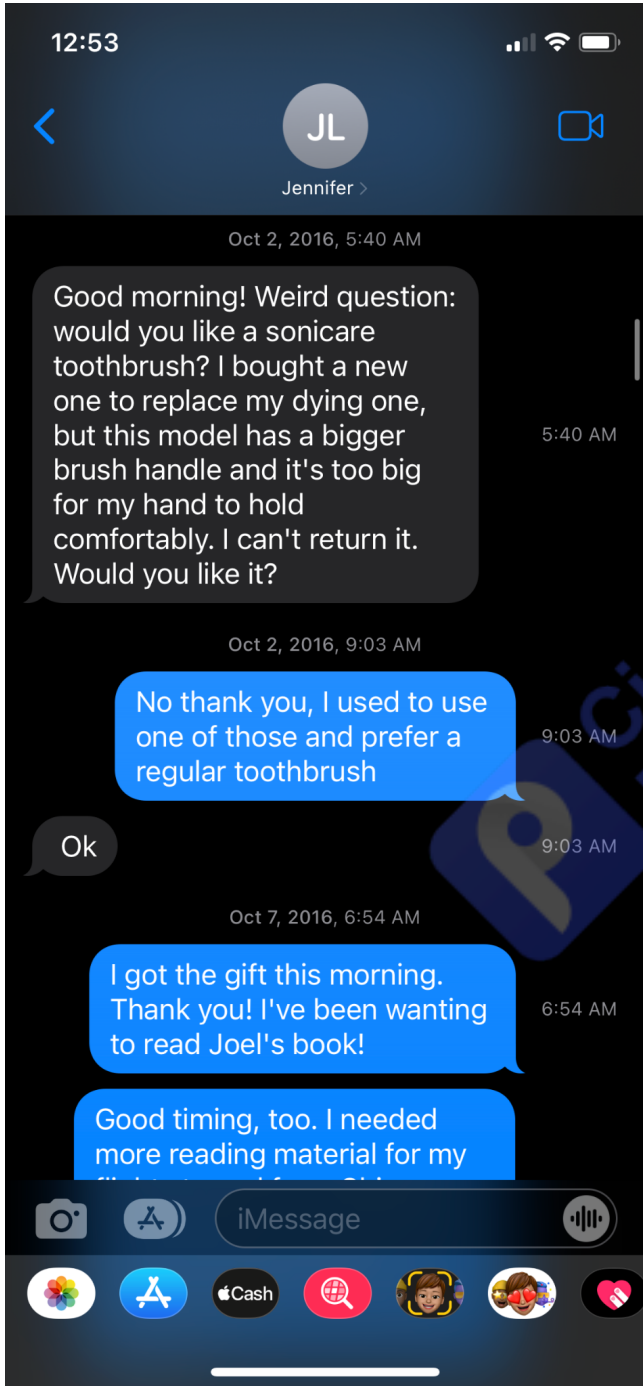 12:53
JL
Jennifer
Oct 2, 2016, 5:40 AM
Good morning! Weird question:
would you like a sonicare
toothbrush? I bought a new
one to replace my dying one,
but this model has a bigger
brush handle and it's too big
for my hand to hold
comfortably. I can't return it.
Would you like it?
5:40 AM
Oct 2, 2016, 9:03 AM
No thank you, I used to use
one of those and prefer a
regular toothbrush
9:03 AM
Ok
9:03 AM
Oct 7, 2016, 6:54 AM
I got the gift this morning.
Thank you! I've been wanting
to read Joel's book!
6:54 AM
Good timing, too. I needed
more reading material for my
iMessage
Cash